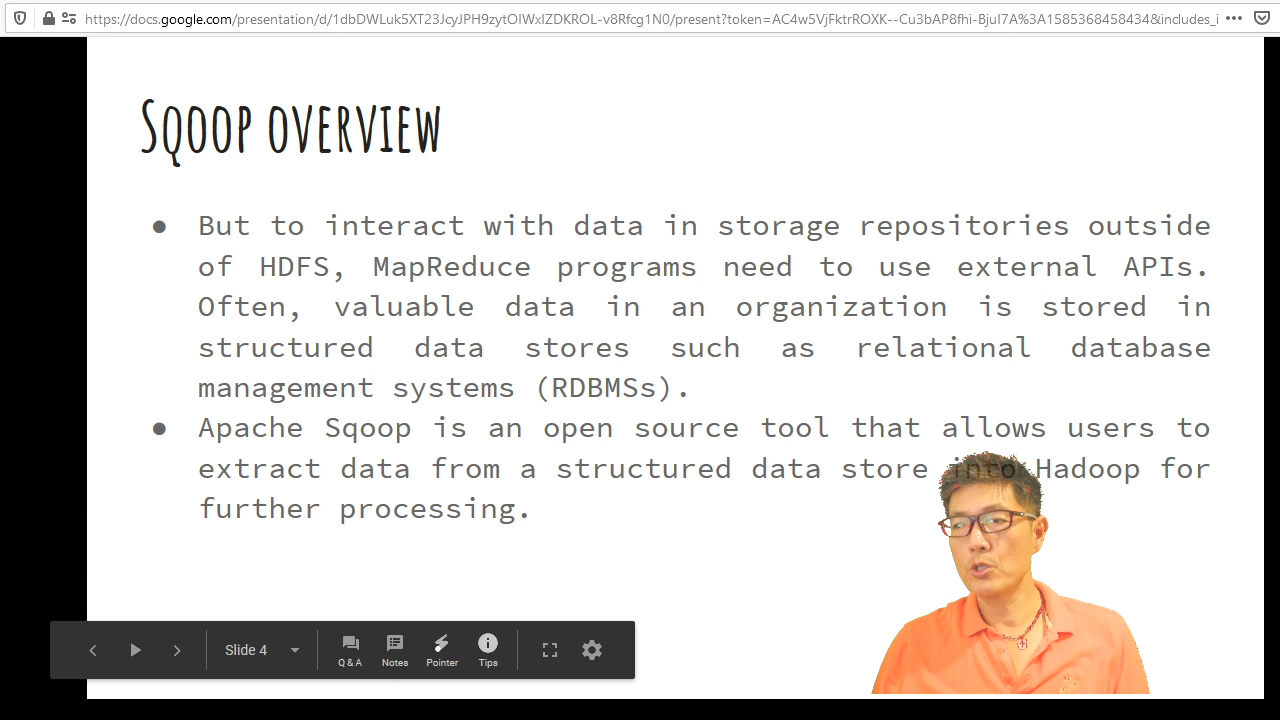 https://docs.google.com/presentation/d/1dbDWLuk5XT23JcyJPH9zytOIWxIZDKROL-v8Rfcg1N0/present?token=AC4w5VjFktrROXK--Cu3bAP8fhi-BjuI7A%3A1585368458434&includes_i
Sqoop overview
● But to interact with data in storage repositories outside
of HDFS, MapReduce programs need to use external APIs.
Often, valuable data in an organization is stored in
structured data stores such as relational database
management systems (RDBMSs).
● Apache Sqoop is an open source tool that allows users to
extract data from a structured data store into Hadoop for
further processing.
Slide 4
Q & A Notes Pointer Tips